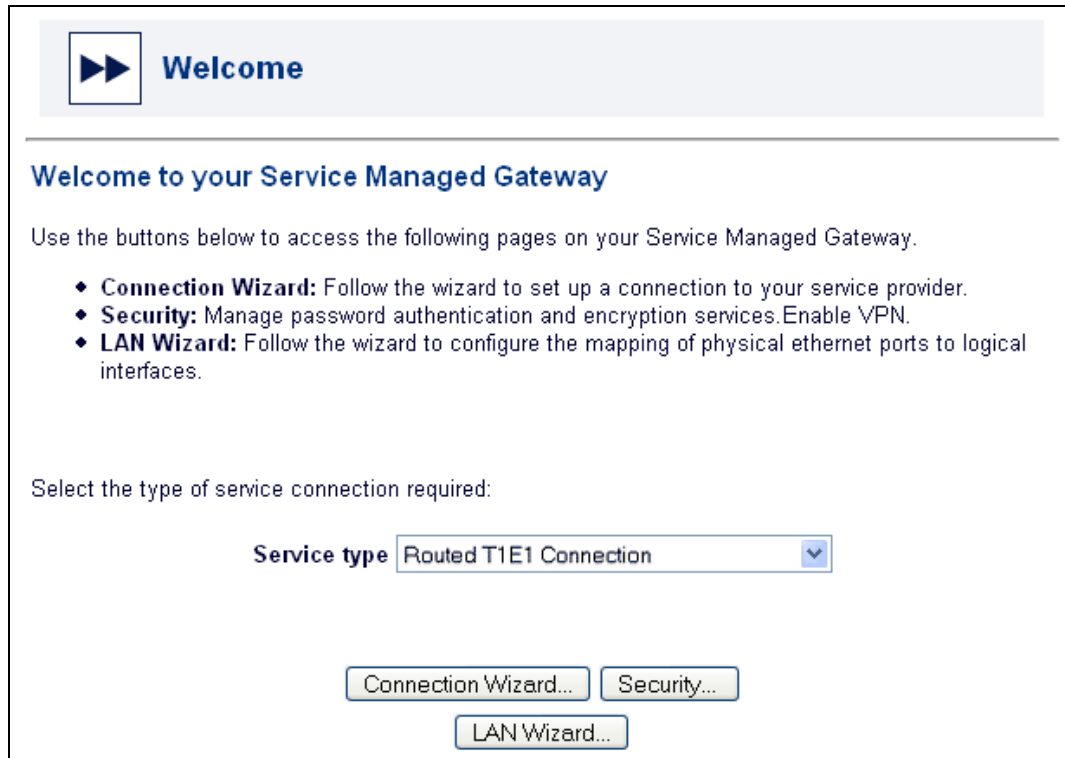 Welcome
Welcome to your Service Managed Gateway
Use the buttons below to access the following pages on your Service Managed Gateway.
Connection Wizard: Follow the wizard to set up a connection to your service provider.
Security: Manage password authentication and encryption services.Enable VPN.
LAN Wizard: Follow the wizard to configure the mapping of physical ethernet ports to logical
interfaces.
Select the type of service connection required:
Service type Routed T1E1 Connection
Connection Wizard... Security...
LAN Wizard...